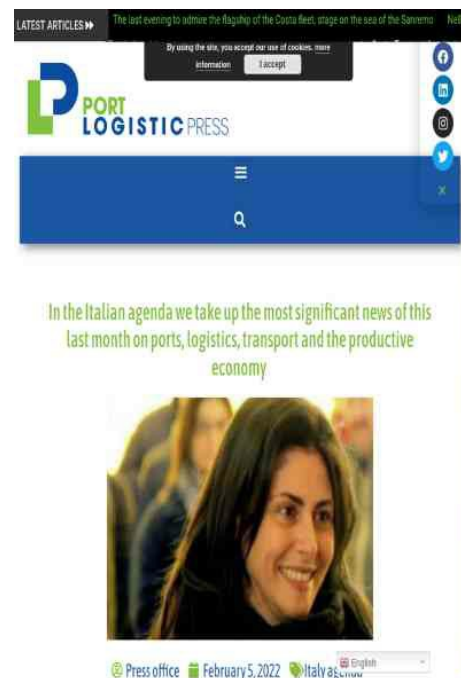 LATEST ARTICLES
The last evening to admire the flagship of the Costa fleet, stage on the sea of the Sanremo
By using the site, you accept our use of cookies. more
information
I accept
PORT
LOGISTIC PRESS
In the Italian agenda we take up the most significant news of this
last month on ports, logistics, transport and the productive
economy
Press office
February 5, 2022
Italy agenda
English